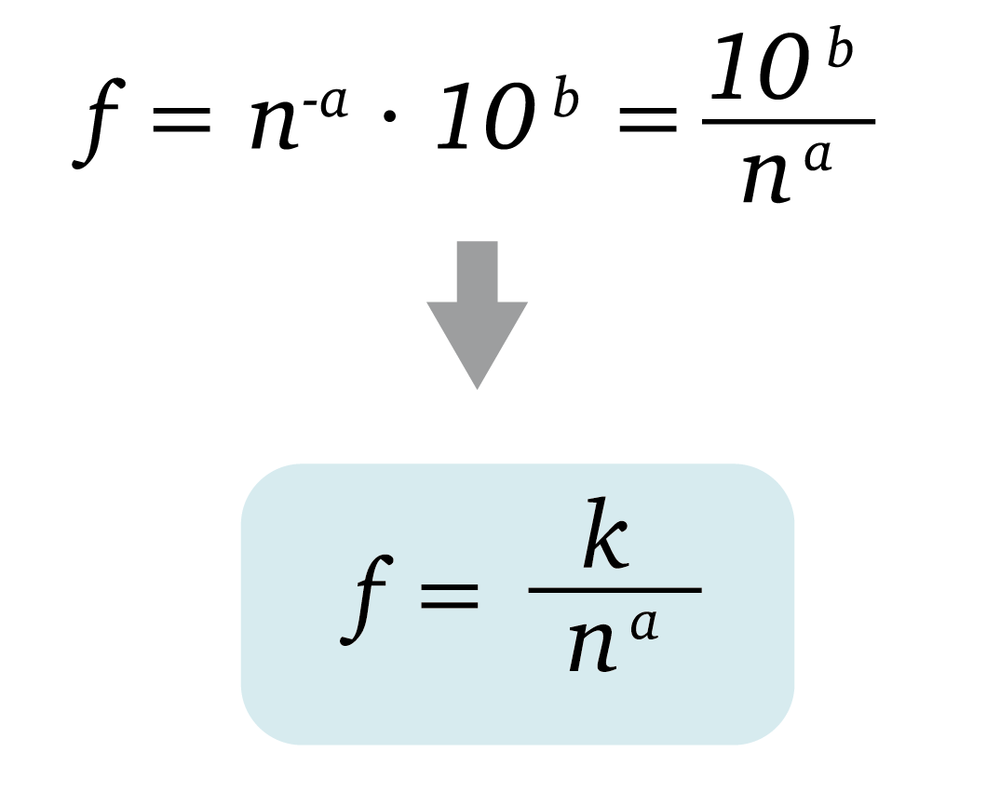 f = n^-a · 10^b = 10^b / n^a
f = k / n^a